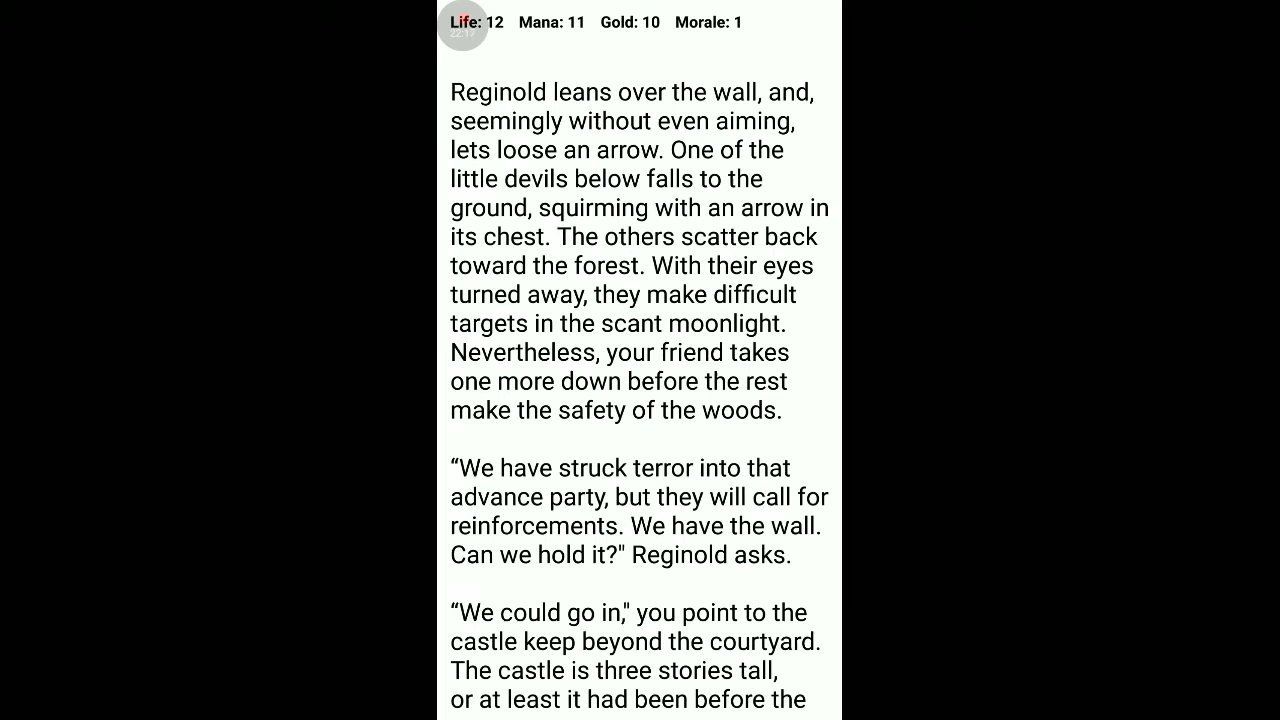 Life: 12 Mana: 11 Gold: 10 Morale: 1
22:17
Reginold leans over the wall, and,
seemingly without even aiming,
lets loose an arrow. One of the
little devils below falls to the
ground, squirming with an arrow in
its chest. The others scatter back
toward the forest. With their eyes
turned away, they make difficult
targets in the scant moonlight.
Nevertheless, your friend takes
one more down before the rest
make the safety of the woods.
“We have struck terror into that
advance party, but they will call for
reinforcements. We have the wall.
Can we hold it?" Reginold asks.
“We could go in," you point to the
castle keep beyond the courtyard.
The castle is three stories tall,
or at least it had been before the